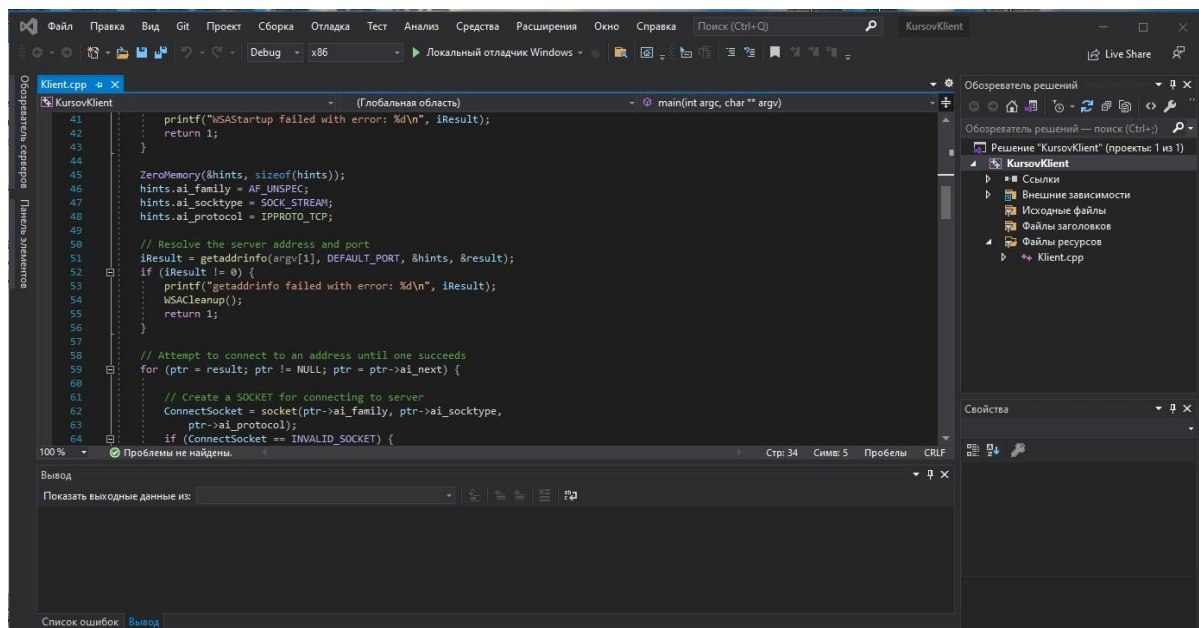 Файл Правка Вид Git Проект Сборка Отладка Тест Анализ Средства Расширения Окно Справка Поиск (Ctrl+Q) KursovKlient
Debug x86 Локальный отладчик Windows Live Share
Обозреватель серверов
Панель элементов
Klient.cpp
KursovKlient (Глобальная область) main(int argc, char ** argv)
41 printf("WSAStartup failed with error: %d\n", iResult);
42 return 1;
43 }
44
45 ZeroMemory(&hints, sizeof(hints));
46 hints.ai_family = AF_UNSPEC;
47 hints.ai_socktype = SOCK_STREAM;
48 hints.ai_protocol = IPPROTO_TCP;
49
50 // Resolve the server address and port
51 iResult = getaddrinfo(argv[1], DEFAULT_PORT, &hints, &result);
52 if (iResult != 0) {
53 printf("getaddrinfo failed with error: %d\n", iResult);
54 WSACleanup();
55 return 1;
56 }
57
58 // Attempt to connect to an address until one succeeds
59 for (ptr = result; ptr != NULL; ptr = ptr->ai_next) {
60
61 // Create a SOCKET for connecting to server
62 ConnectSocket = socket(ptr->ai_family, ptr->ai_socktype,
63 ptr->ai_protocol);
64 if (ConnectSocket == INVALID_SOCKET) {
100 % Проблемы не найдены. Стр: 34 Симв: 5 Пробелы CRLF
Вывод
Показать выходные данные из:
Список ошибок Вывод
Обозреватель решений
Обозреватель решений — поиск (Ctrl+;)
Решение "KursovKlient" (проекты: 1 из 1)
KursovKlient
Ссылки
Внешние зависимости
Исходные файлы
Файлы заголовков
Файлы ресурсов
Klient.cpp
Свойства